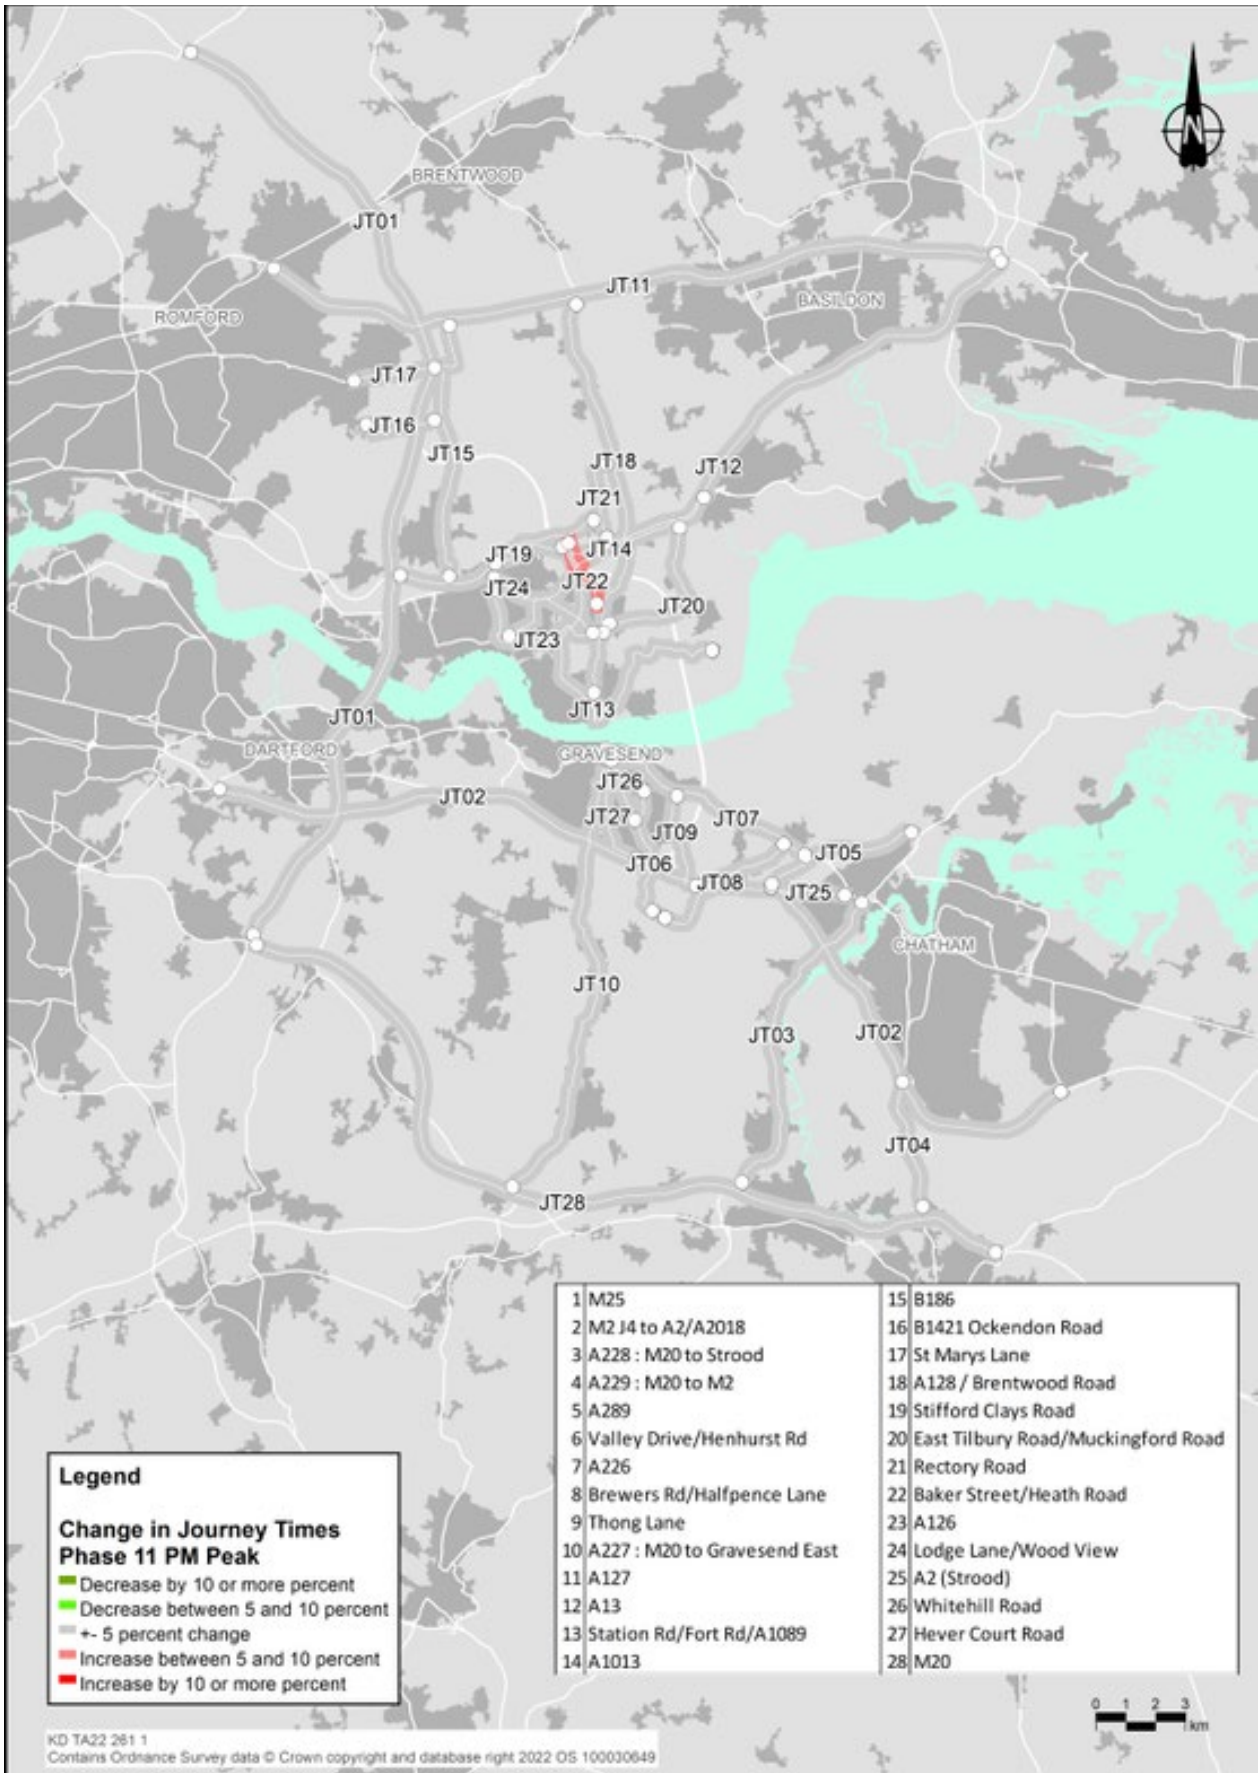 N
BRENTWOOD
JT01
JT11
BASILDON
ROMFORD
JT17
JT16
JT15
JT18
JT12
JT21
JT19
JT14
JT24
JT22
JT20
JT23
JT13
JT01
DARTFORD
GRAVESEND
JT26
JT02
JT27
JT09
JT07
JT06
JT05
JT08
JT25
CHATHAM
JT10
JT03
JT02
JT04
JT28
1 M25
2 M2 J4 to A2/A2018
3 A228 : M20 to Strood
4 A229 : M20 to M2
5 A289
6 Valley Drive/Henhurst Rd
7 A226
8 Brewers Rd/Halfpence Lane
9 Thong Lane
10 A227 : M20 to Gravesend East
11 A127
12 A13
13 Station Rd/Fort Rd/A1089
14 A1013
15 B186
16 B1421 Ockendon Road
17 St Marys Lane
18 A128 / Brentwood Road
19 Stifford Clays Road
20 East Tilbury Road/Muckingford Road
21 Rectory Road
22 Baker Street/Heath Road
23 A126
24 Lodge Lane/Wood View
25 A2 (Strood)
26 Whitehill Road
27 Hever Court Road
28 M20
Legend
Change in Journey Times
Phase 11 PM Peak
Decrease by 10 or more percent
Decrease between 5 and 10 percent
+- 5 percent change
Increase between 5 and 10 percent
Increase by 10 or more percent
0 1 2 3
km
KD TA22 261 1
Contains Ordnance Survey data © Crown copyright and database right 2022 OS 100030649